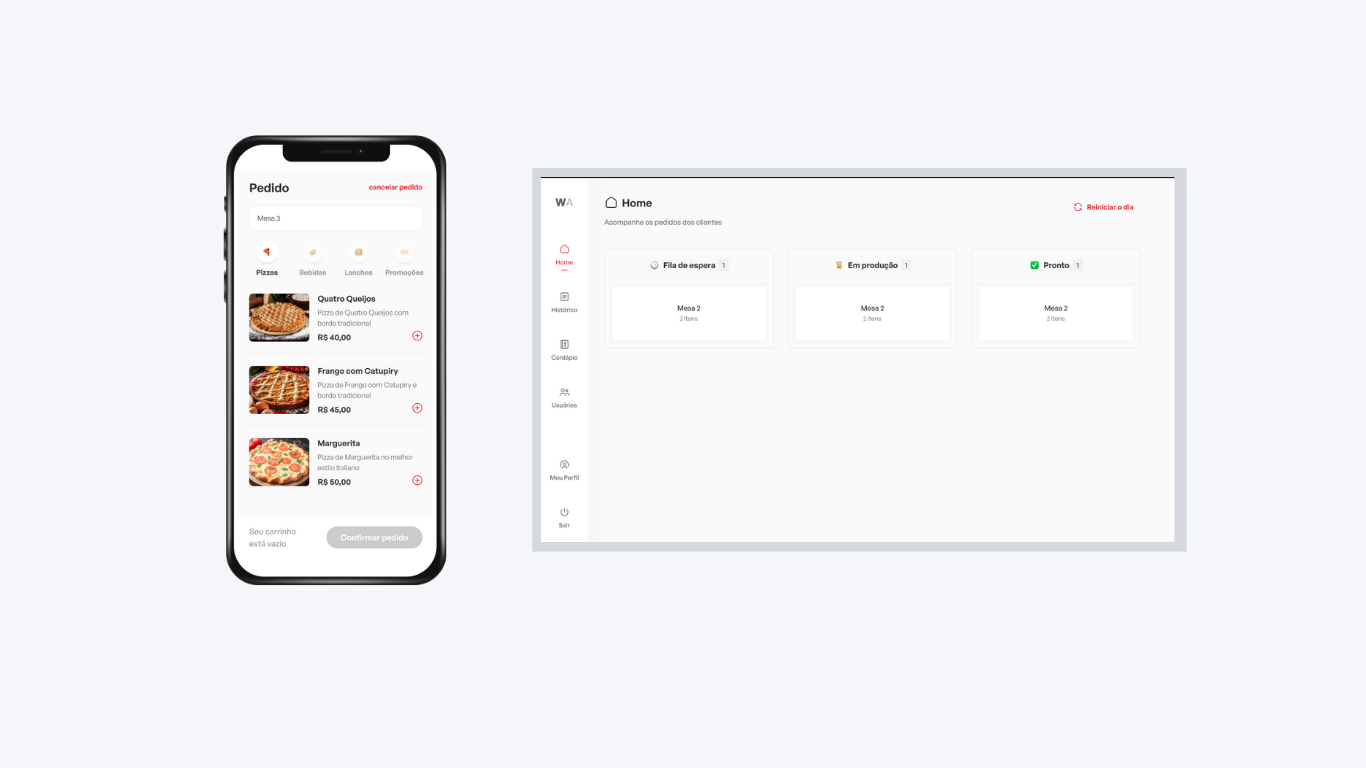 Pedido
cancelar pedido
Mesa 3
Pizzas
Bebidas
Lanches
Promoções
Quatro Queijos
Pizza de Quatro Queijos com
borda tradicional
R$ 40,00
Frango com Catupiry
Pizza de Frango com Catupiry e
borda tradicional
R$ 45,00
Marguerita
Pizza de Marguerita no melhor
estilo italiano
R$ 50,00
Seu carrinho
está vazio
Confirmar pedido
WA
Home
Histórico
Cardápio
Usuários
Meu Perfil
Sair
Home
Acompanhe os pedidos dos clientes
Reiniciar o dia
Fila de espera 1
Mesa 2
2 itens
Em produção 1
Mesa 2
2 itens
Pronto 1
Mesa 2
2 itens